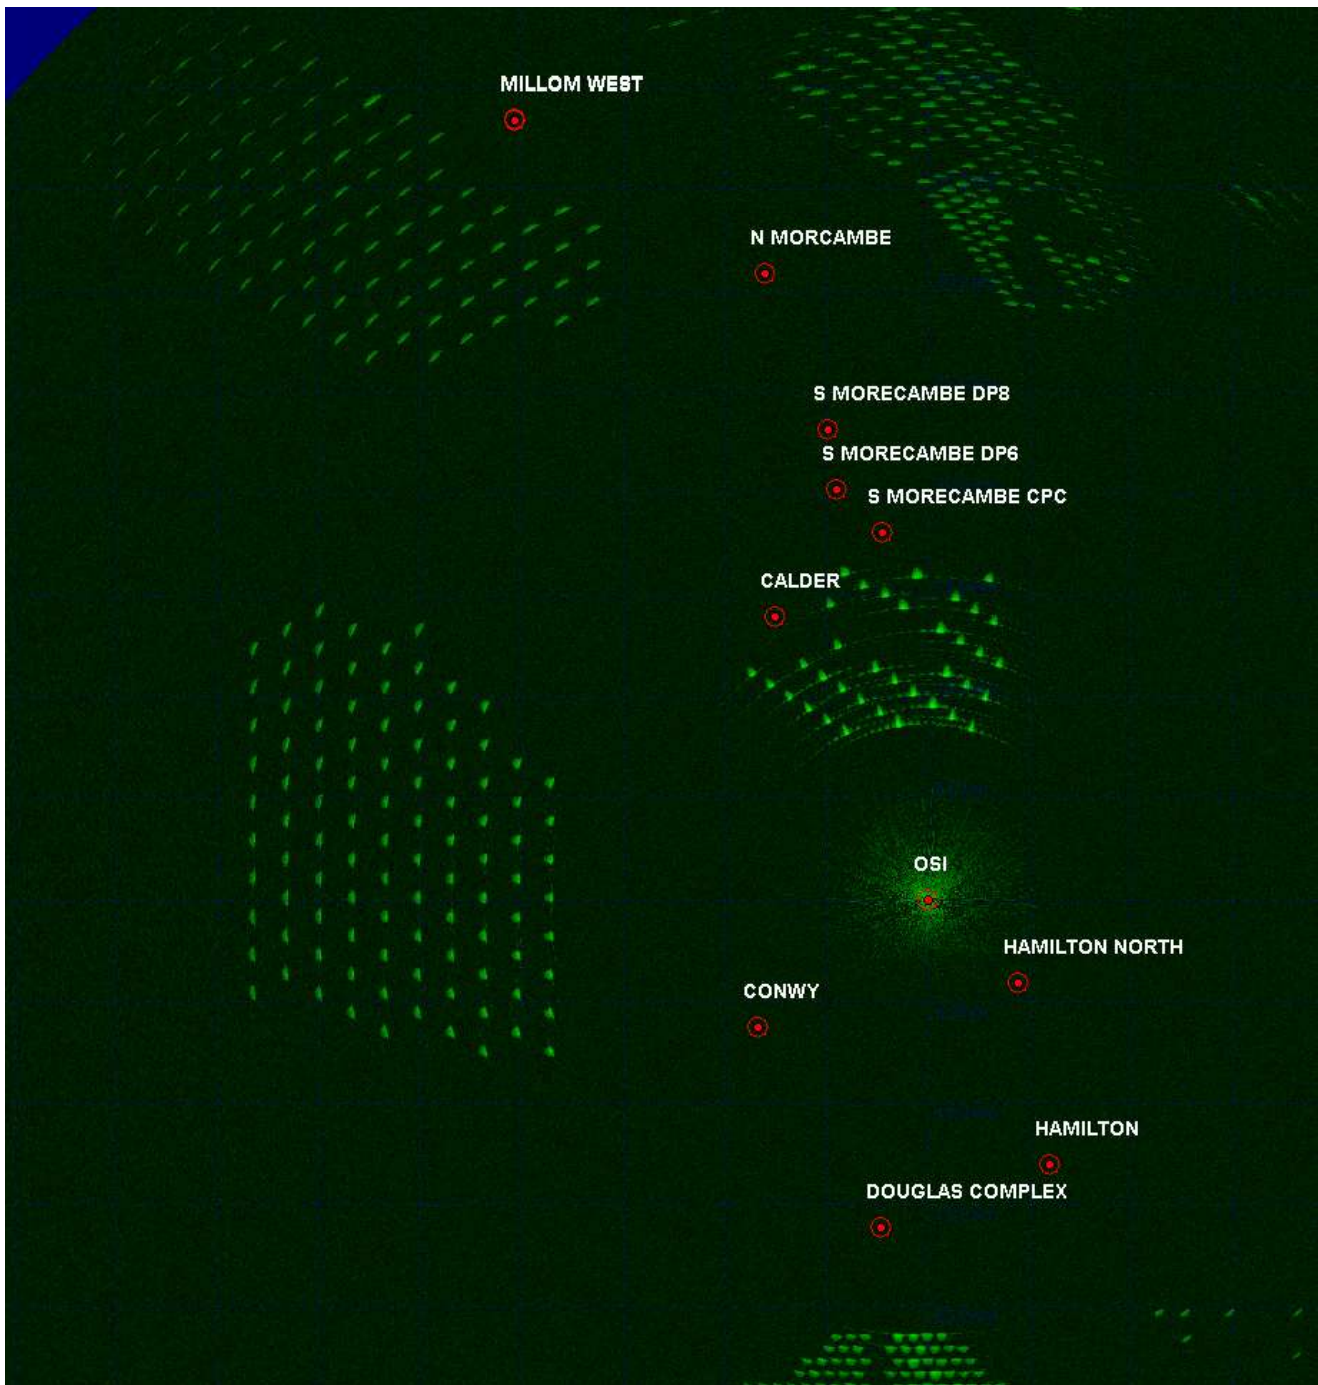 MILLOM WEST
N MORCAMBE
S MORECAMBE DP8
S MORECAMBE DP6
S MORECAMBE CPC
CALDER
OSI
HAMILTON NORTH
CONWY
HAMILTON
DOUGLAS COMPLEX